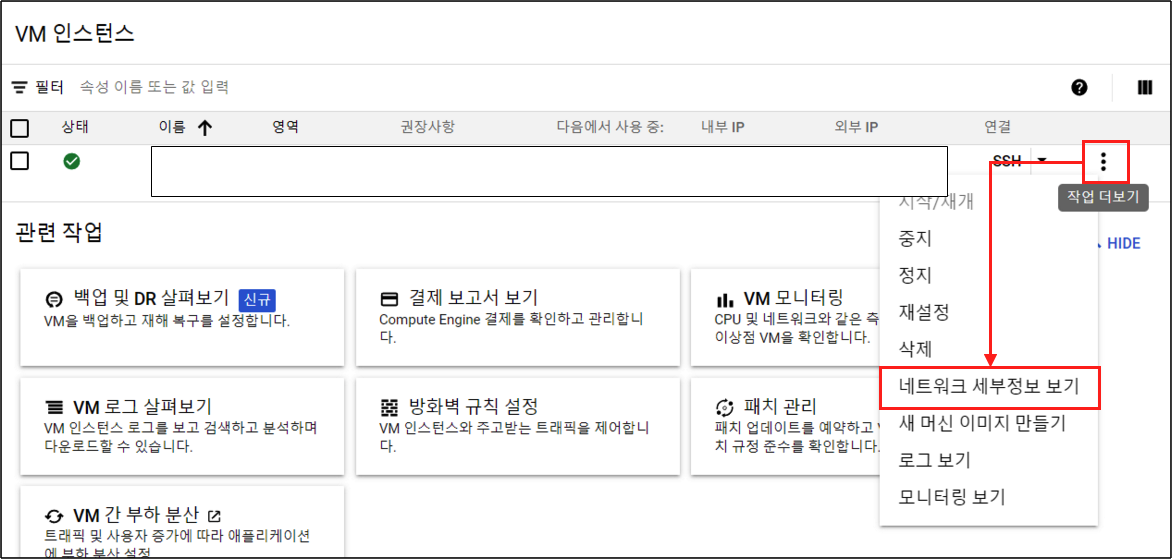 VM 인스턴스
필터 속성 이름 또는 값 입력
상태 이름 영역 권장사항 다음에서 사용 중: 내부 IP 외부 IP 연결
SSH
작업 더보기
시작/재개
중지
정지
재설정
삭제
네트워크 세부정보 보기
새 머신 이미지 만들기
로그 보기
모니터링 보기
관련 작업
HIDE
백업 및 DR 살펴보기 신규
VM을 백업하고 재해 복구를 설정합니다.
결제 보고서 보기
Compute Engine 결제를 확인하고 관리합니
다.
VM 모니터링
CPU 및 네트워크와 같은 측
이상점 VM을 확인합니다.
VM 로그 살펴보기
VM 인스턴스 로그를 보고 검색하고 분석하며
다운로드할 수 있습니다.
방화벽 규칙 설정
VM 인스턴스와 주고받는 트래픽을 제어합니
다.
패치 관리
패치 업데이트를 예약하고
치 규정 준수를 확인합니다.
VM 간 부하 분산
트래픽 및 사용자 증가에 따라 애플리케이션
에 부하 분산 설정